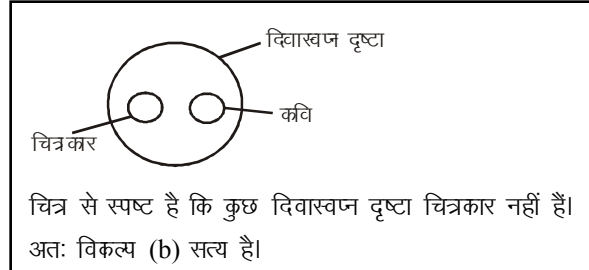 दिवास्वप्न दृष्टा
कवि
चित्रकार
चित्र से स्पष्ट है कि कुछ दिवास्वप्न दृष्टा चित्रकार नहीं हैं।
अतः विकल्प (b) सत्य है।